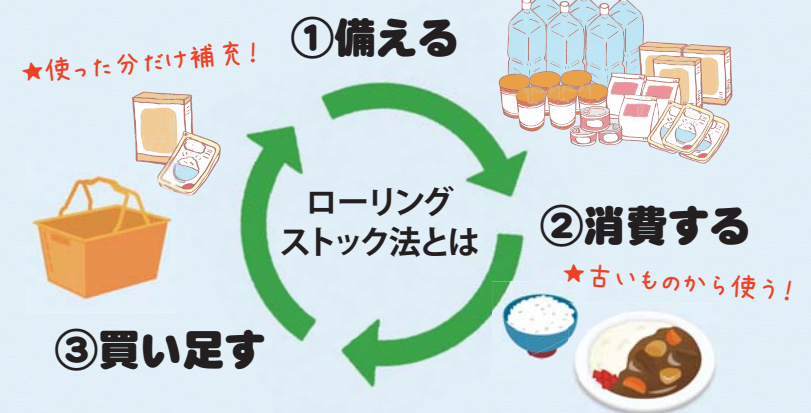 ①備える
★使った分だけ補充！
ローリング
ストック法とは
②消費する
★古いものから使う！
③買い足す